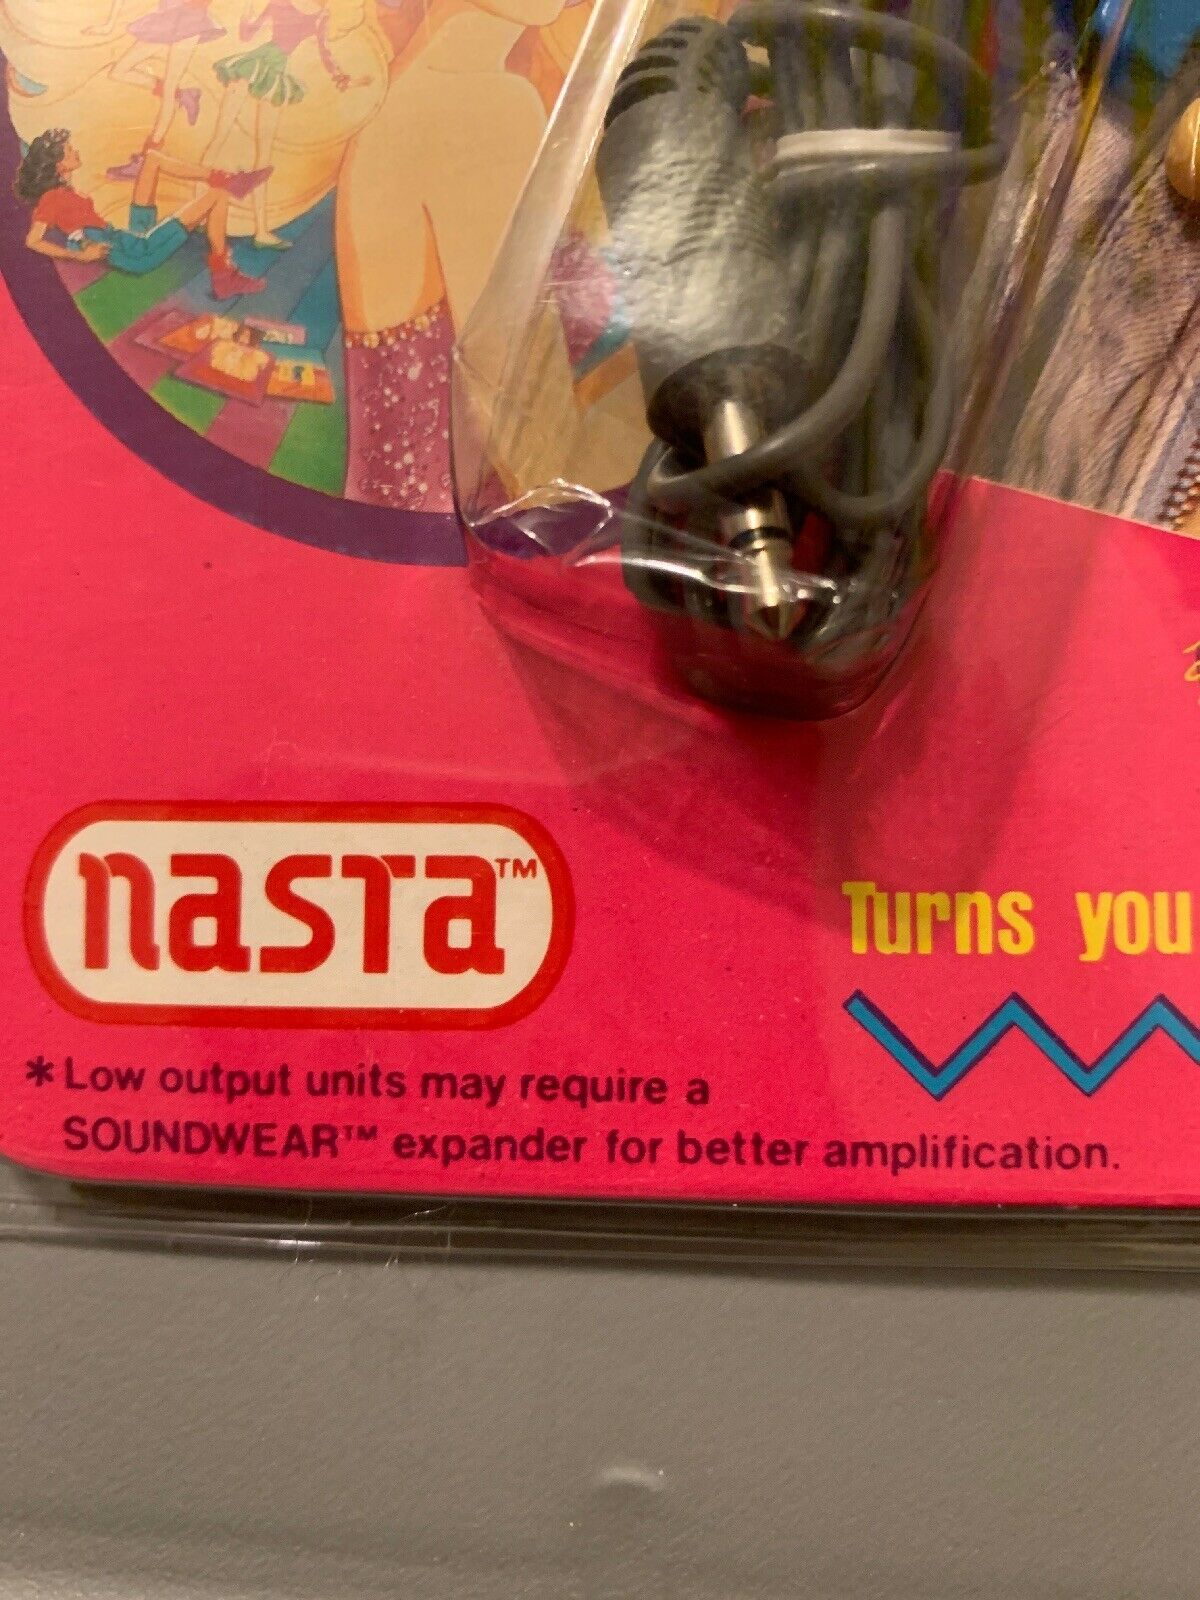 nasta™
Turns you
* Low output units may require a
SOUNDWEAR™ expander for better amplification.